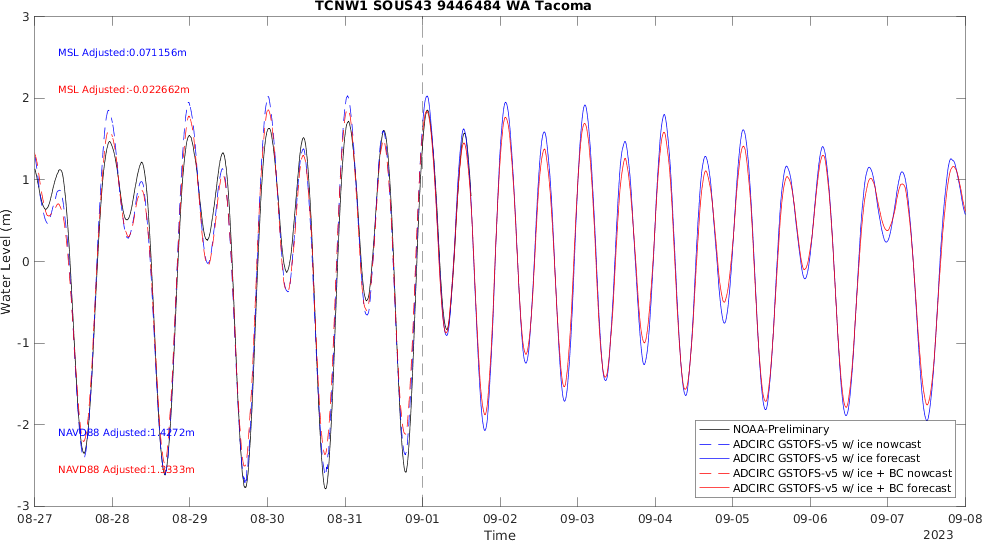 TCNW1 SOUS43 9446484 WA Tacoma
3
MSL Adjusted:0.071156m
MSL Adjusted:-0.022662m
2
1
0
-1
-2
-3
Water Level (m)
NAVD88 Adjusted:1.4272m
NAVD88 Adjusted:1.3333m
NOAA-Preliminary
ADCIRC GSTOFS-v5 w/ ice nowcast
ADCIRC GSTOFS-v5 w/ ice forecast
ADCIRC GSTOFS-v5 w/ ice + BC nowcast
ADCIRC GSTOFS-v5 w/ ice + BC forecast
08-27 08-28 08-29 08-30 08-31 09-01 09-02 09-03 09-04 09-05 09-06 09-07 09-08
Time
2023